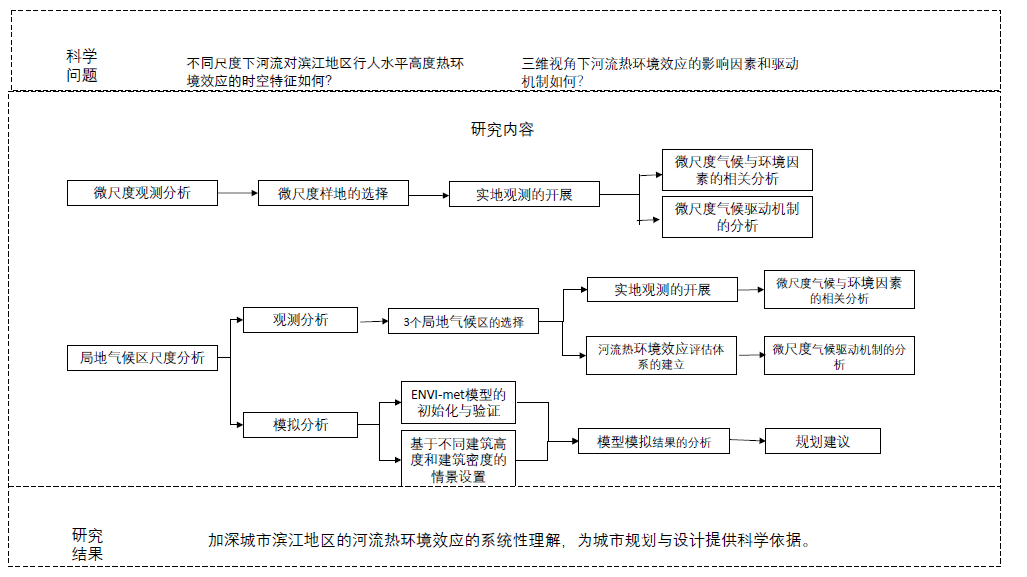 科学
问题
不同尺度下河流对滨江地区行人水平高度热环
境效应的时空特征如何?
三维视角下河流热环境效应的影响因素和驱动
机制如何?
研究内容
微尺度观测分析
微尺度样地的选择
实地观测的开展
微尺度气候与环境因
素的相关分析
微尺度气候驱动机制
的分析
局地气候区尺度分析
观测分析
3个局地气候区的选择
实地观测的开展
微尺度气候与环境因素
的相关分析
河流热环境效应评估体
系的建立
微尺度气候驱动机制的分
析
模拟分析
ENVI-met模型的
初始化与验证
基于不同建筑高
度和建筑密度的
情景设置
模型模拟结果的分析
规划建议
研究
结果
加深城市滨江地区的河流热环境效应的系统性理解，为城市规划与设计提供科学依据。